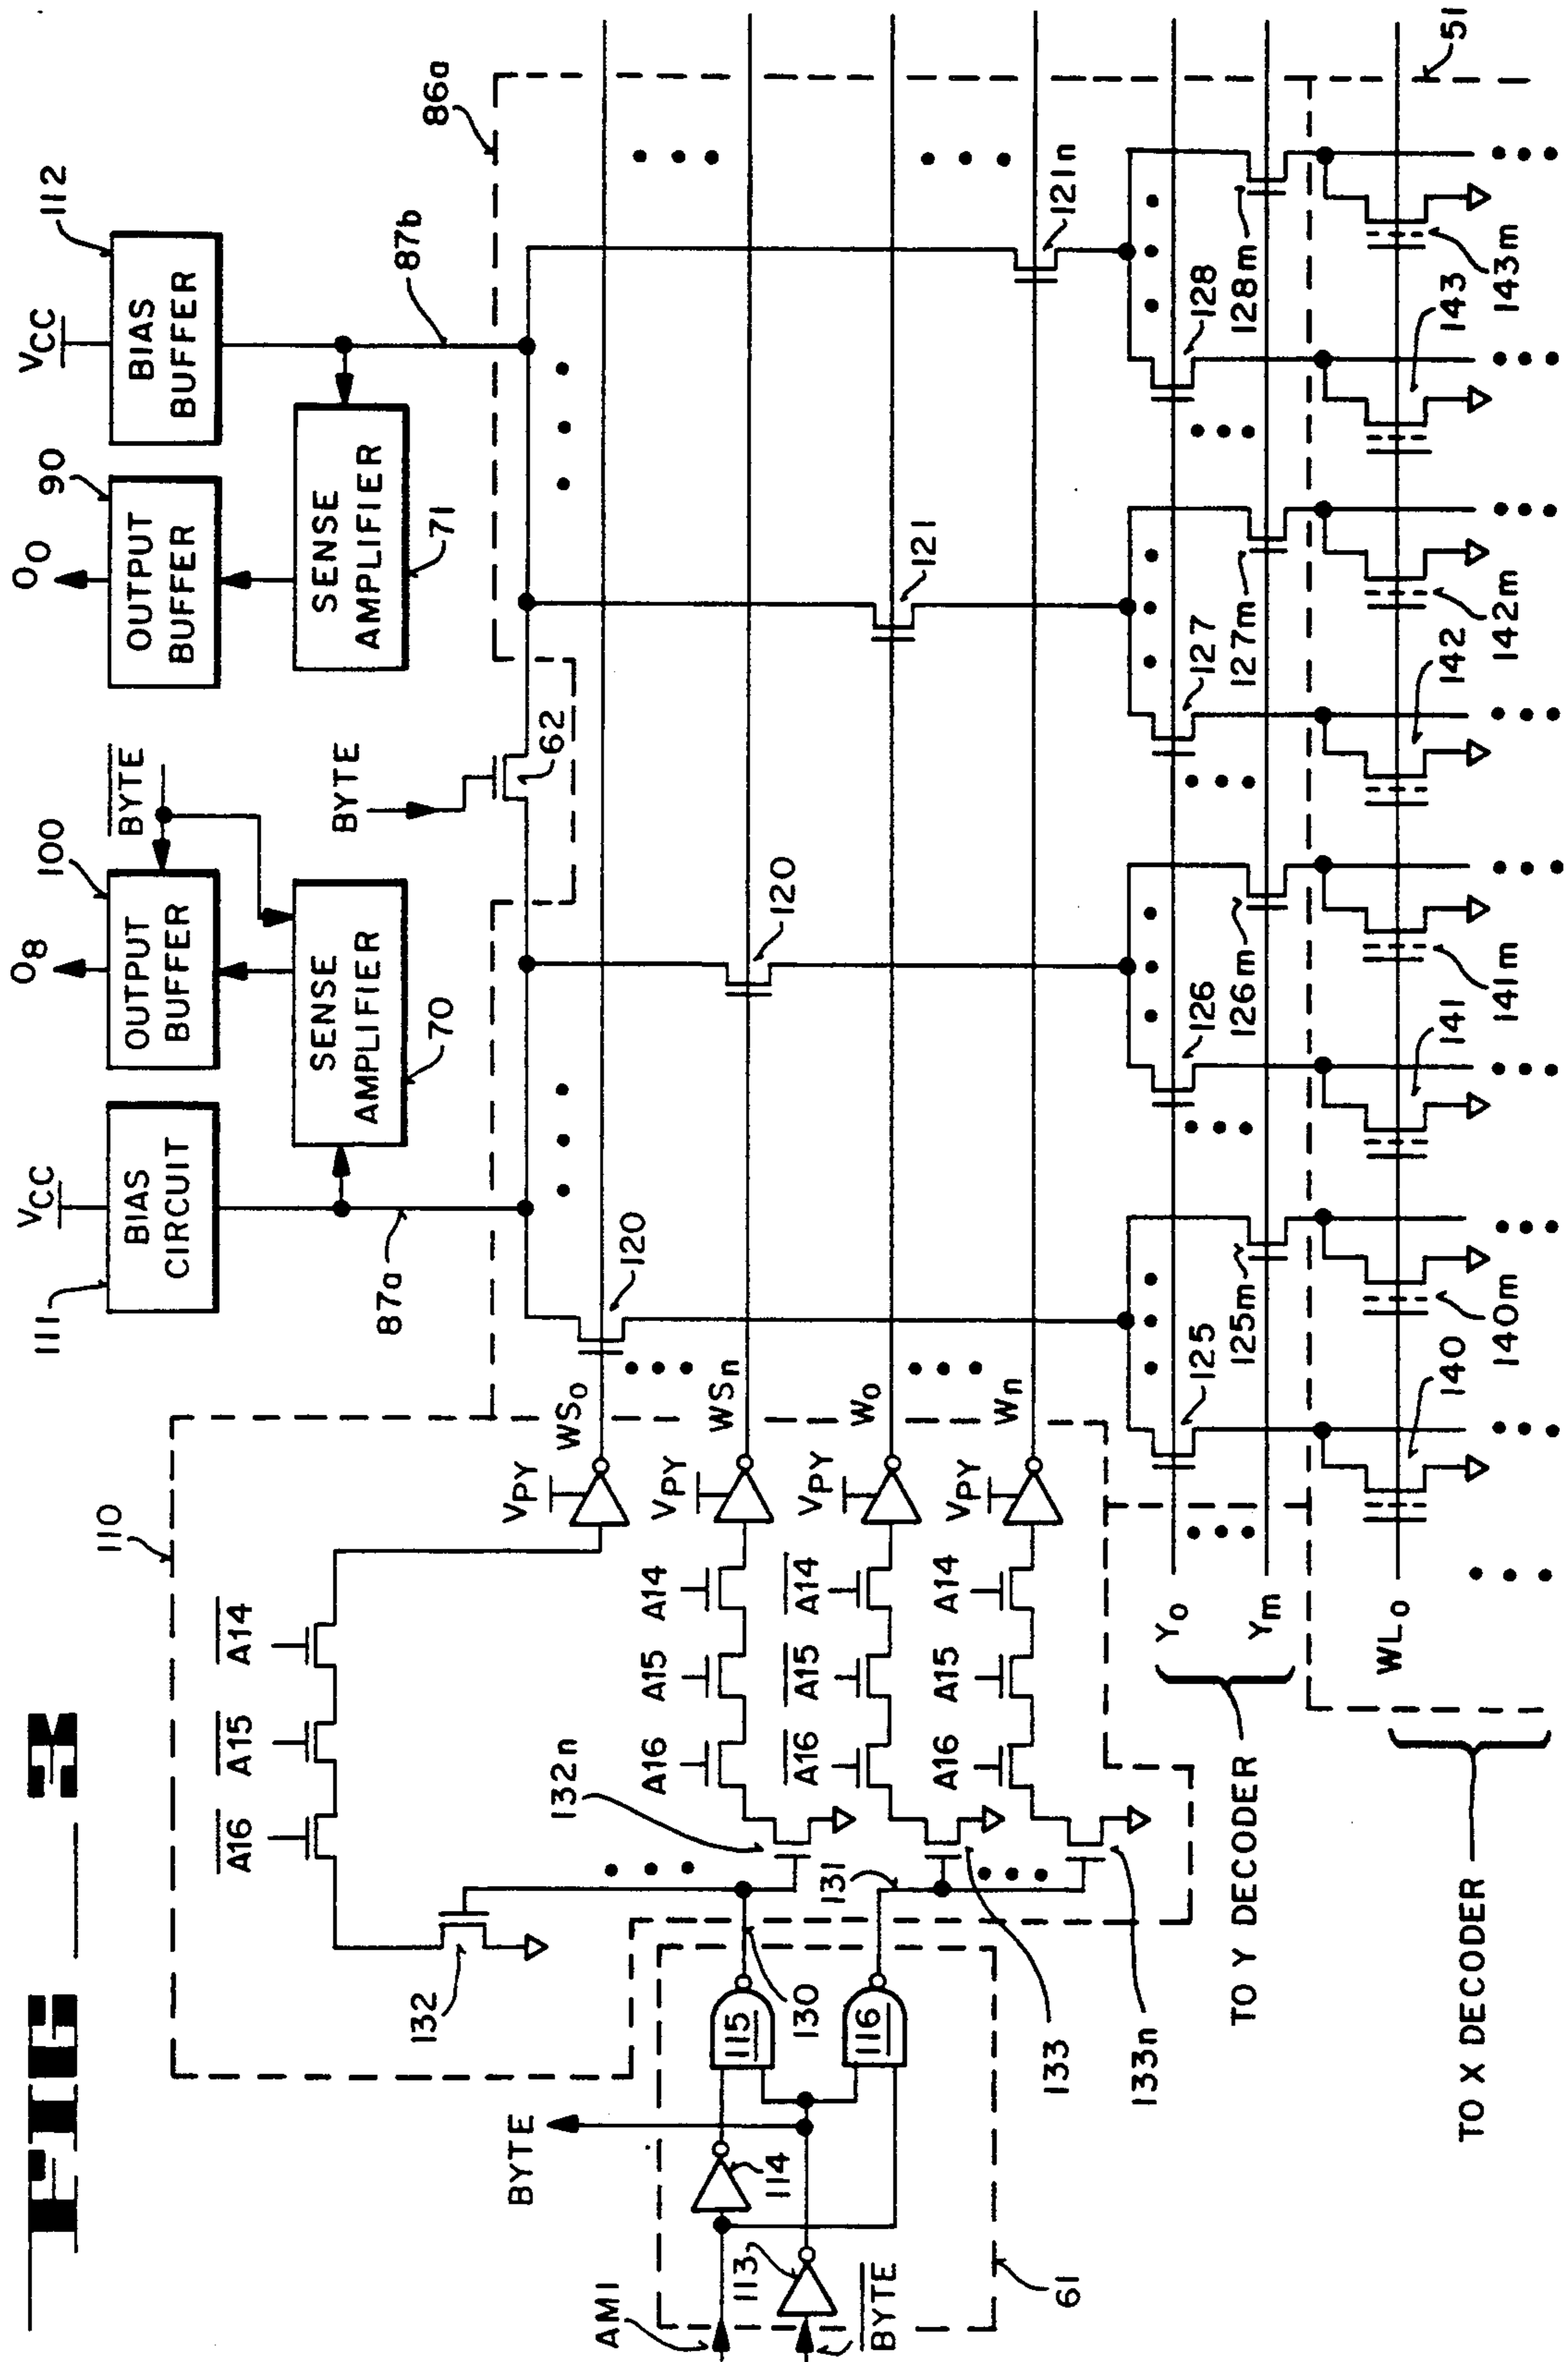 FIG 5
111
VCC
BIAS
CIRCUIT
87a
O8
100
OUTPUT
BUFFER
BYTE
SENSE
AMPLIFIER
70
BYTE
62
O0
90
OUTPUT
BUFFER
SENSE
AMPLIFIER
71
VCC
112
BIAS
BUFFER
87b
86a
110
A16
A15
A14
132
VPY
WS0
120
132n
A16
A15
A14
VPY
WSn
120
131
A16
A15
A14
VPY
W0
121
133
A16
A15
A14
VPY
Wn
121n
133n
AM1
113
114
BYTE
115
116
130
BYTE
61
Y0
Ym
TO Y DECODER
125
125m
126
126m
127
127m
128
128m
WL0
TO X DECODER
140
140m
141
141m
142
142m
143
143m
51